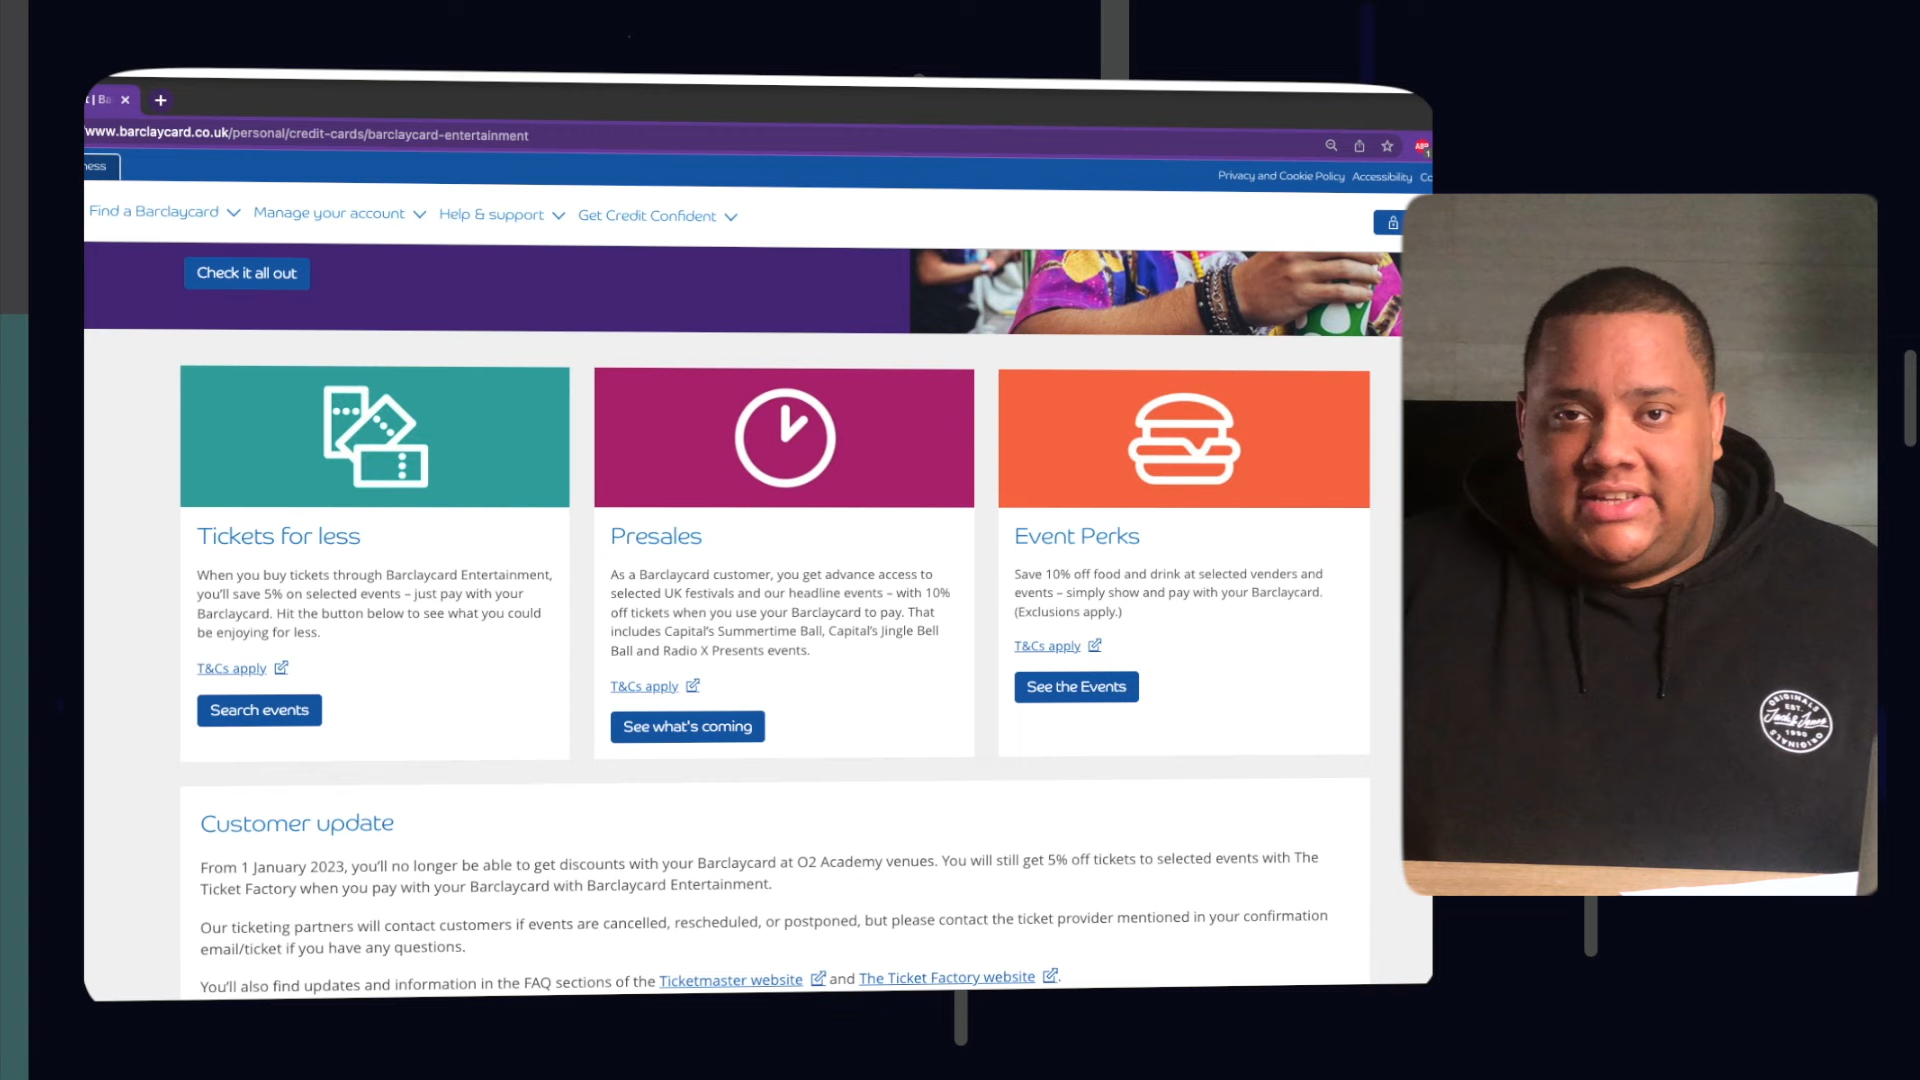 t | Ba
www.barclaycard.co.uk/personal/credit-cards/barclaycard-entertainment
ABP
1
ness
Privacy and Cookie Policy Accessibility Co
Find a Barclaycard Manage your account Help & support Get Credit Confident
Check it all out
Tickets for less
When you buy tickets through Barclaycard Entertainment,
you'll save 5% on selected events – just pay with your
Barclaycard. Hit the button below to see what you could
be enjoying for less.
T&Cs apply
Search events
Presales
As a Barclaycard customer, you get advance access to
selected UK festivals and our headline events – with 10%
off tickets when you use your Barclaycard to pay. That
includes Capital's Summertime Ball, Capital's Jingle Bell
Ball and Radio X Presents events.
T&Cs apply
See what's coming
Event Perks
Save 10% off food and drink at selected venders and
events – simply show and pay with your Barclaycard.
(Exclusions apply.)
T&Cs apply
See the Events
Customer update
From 1 January 2023, you'll no longer be able to get discounts with your Barclaycard at O2 Academy venues. You will still get 5% off tickets to selected events with The
Ticket Factory when you pay with your Barclaycard with Barclaycard Entertainment.
Our ticketing partners will contact customers if events are cancelled, rescheduled, or postponed, but please contact the ticket provider mentioned in your confirmation
email/ticket if you have any questions.
You'll also find updates and information in the FAQ sections of the Ticketmaster website and The Ticket Factory website.
ORIGINALS
EST.
Jack & Jones
1990
ORIGINALS